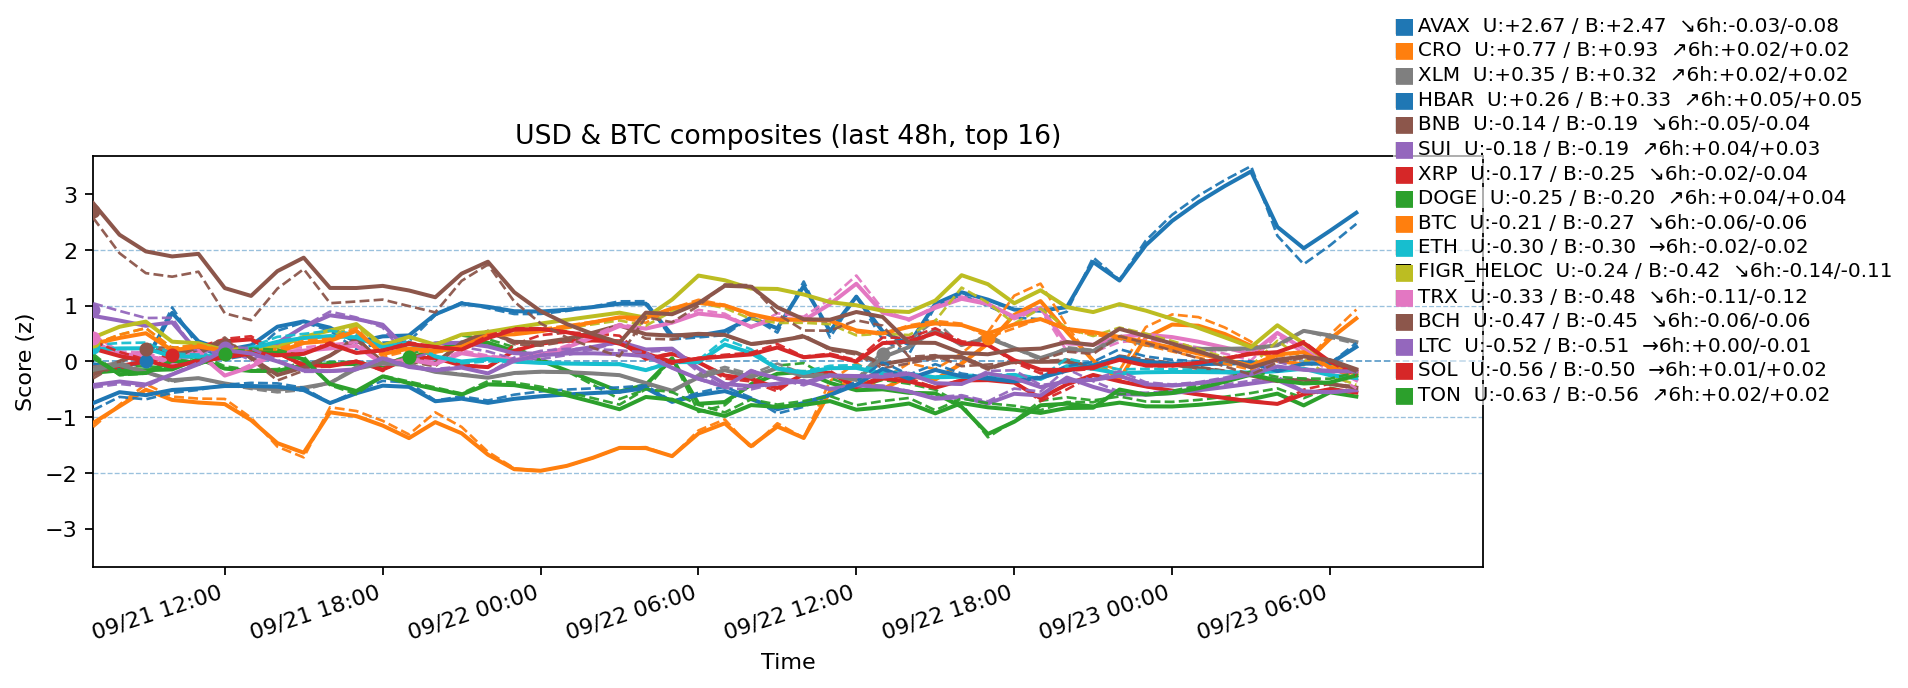 AVAX U:+2.67 / B:+2.47 ↘6h:-0.03/-0.08
CRO U:+0.77 / B:+0.93 ↗6h:+0.02/+0.02
XLM U:+0.35 / B:+0.32 ↗6h:+0.02/+0.02
HBAR U:+0.26 / B:+0.33 ↗6h:+0.05/+0.05
BNB U:-0.14 / B:-0.19 ↘6h:-0.05/-0.04
SUI U:-0.18 / B:-0.19 ↗6h:+0.04/+0.03
XRP U:-0.17 / B:-0.25 ↘6h:-0.02/-0.04
DOGE U:-0.25 / B:-0.20 ↗6h:+0.04/+0.04
BTC U:-0.21 / B:-0.27 ↘6h:-0.06/-0.06
ETH U:-0.30 / B:-0.30 →6h:-0.02/-0.02
FIGR_HELOC U:-0.24 / B:-0.42 ↘6h:-0.14/-0.11
TRX U:-0.33 / B:-0.48 ↘6h:-0.11/-0.12
BCH U:-0.47 / B:-0.45 ↘6h:-0.06/-0.06
LTC U:-0.52 / B:-0.51 →6h:+0.00/-0.01
SOL U:-0.56 / B:-0.50 →6h:+0.01/+0.02
TON U:-0.63 / B:-0.56 ↗6h:+0.02/+0.02
USD & BTC composites (last 48h, top 16)
Score (z)
3
2
1
0
−1
−2
−3
09/21 12:00
09/21 18:00
09/22 00:00
09/22 06:00
09/22 12:00
09/22 18:00
09/23 00:00
09/23 06:00
Time